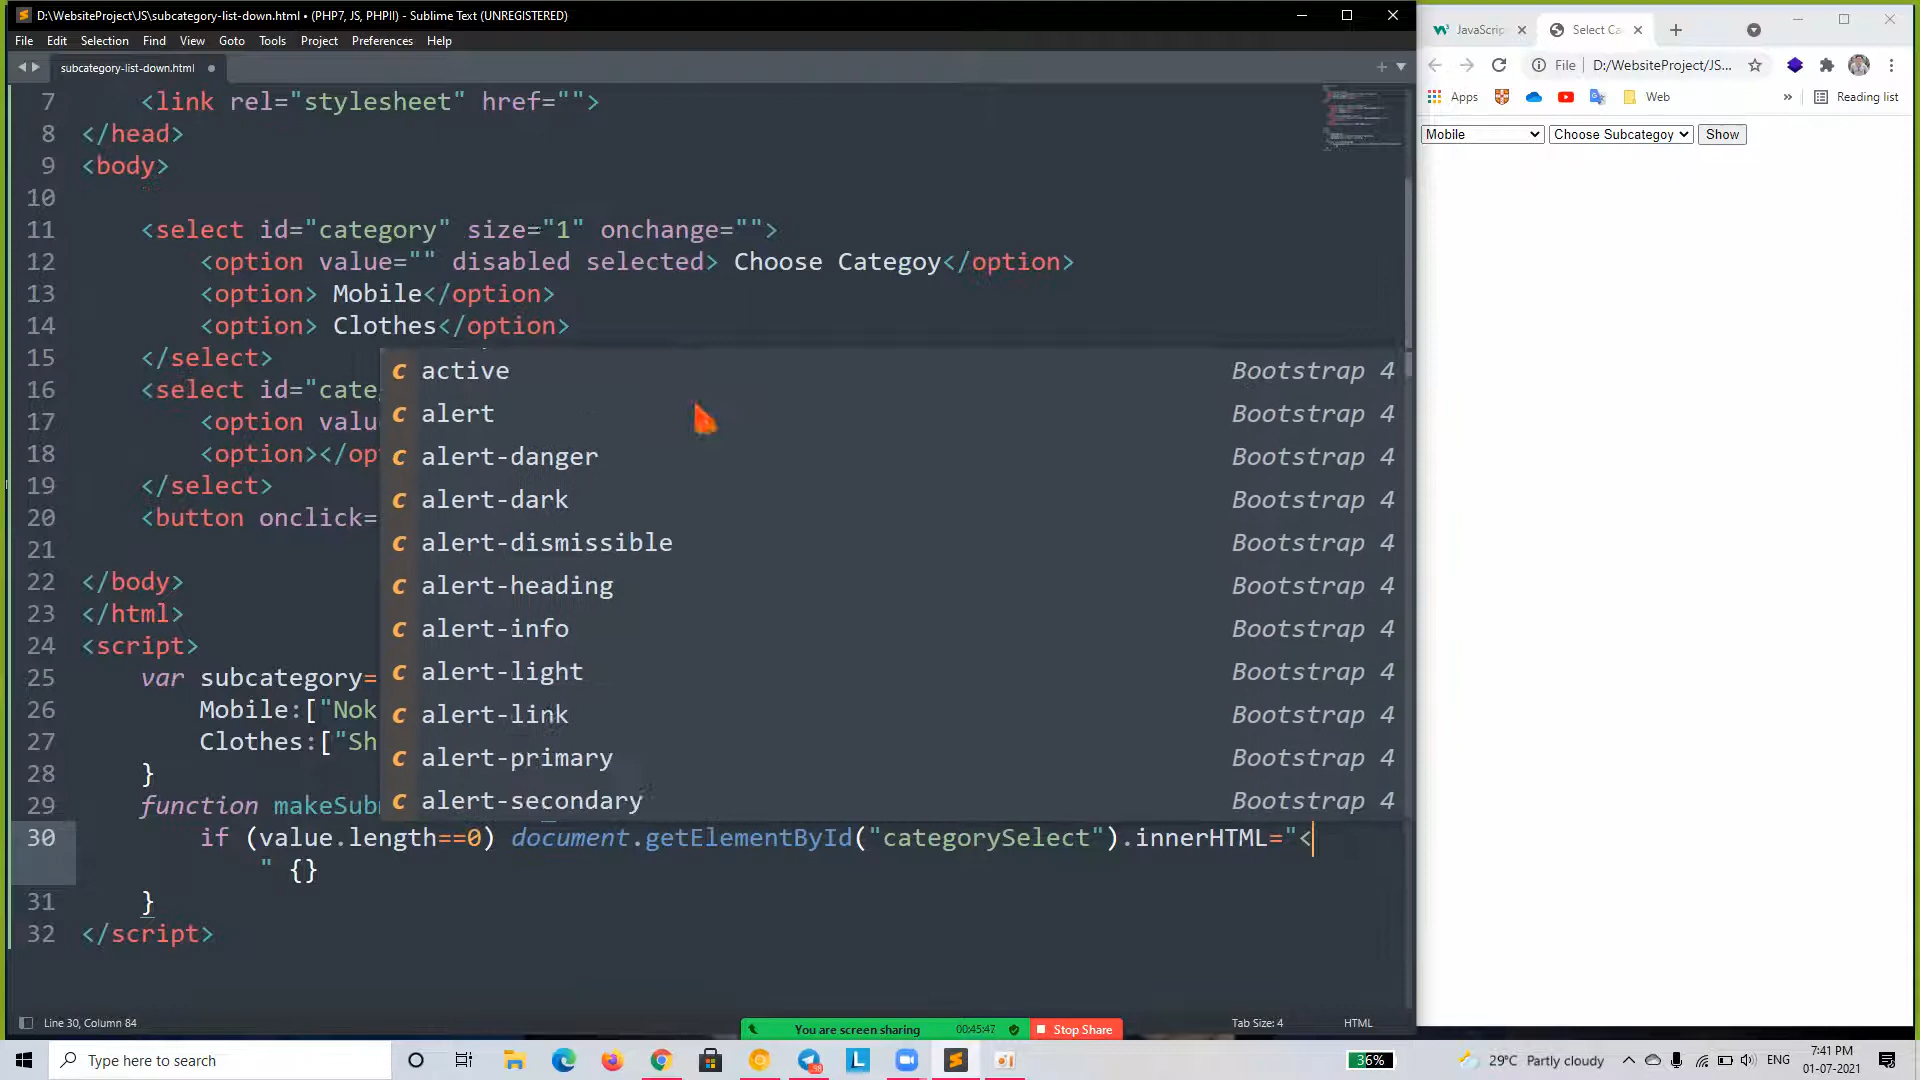 D:\WebsiteProject\JS\subcategory-list-down.html • (PHP7, JS, PHPII) - Sublime Text (UNREGISTERED)
File Edit Selection Find View Goto Tools Project Preferences Help
subcategory-list-down.html
7 <link rel="stylesheet" href="">
8 </head>
9 <body>
10
11 <select id="category" size="1" onchange="">
12 <option value="" disabled selected> Choose Categoy</option>
13 <option> Mobile</option>
14 <option> Clothes</option>
15 </select>
16 <select id="cate
17 <option valu
18 <option></op
19 </select>
20 <button onclick=
21
22 </body>
23 </html>
24 <script>
25 var subcategory=
26 Mobile:["Nok
27 Clothes:["Sh
28 }
29 function makeSub
30 if (value.length==0) document.getElementById("categorySelect").innerHTML="<
" {}
31 }
32 </script>
c active Bootstrap 4
c alert Bootstrap 4
c alert-danger Bootstrap 4
c alert-dark Bootstrap 4
c alert-dismissible Bootstrap 4
c alert-heading Bootstrap 4
c alert-info Bootstrap 4
c alert-light Bootstrap 4
c alert-link Bootstrap 4
c alert-primary Bootstrap 4
c alert-secondary Bootstrap 4
Line 30, Column 84
Tab Size: 4 HTML
You are screen sharing 00:45:47 Stop Share
JavaScrip Select Ca
File D:/WebsiteProject/JS...
Apps Web » Reading list
Mobile Choose Subcategoy Show
Type here to search
36% 29°C Partly cloudy ENG 7:41 PM
01-07-2021